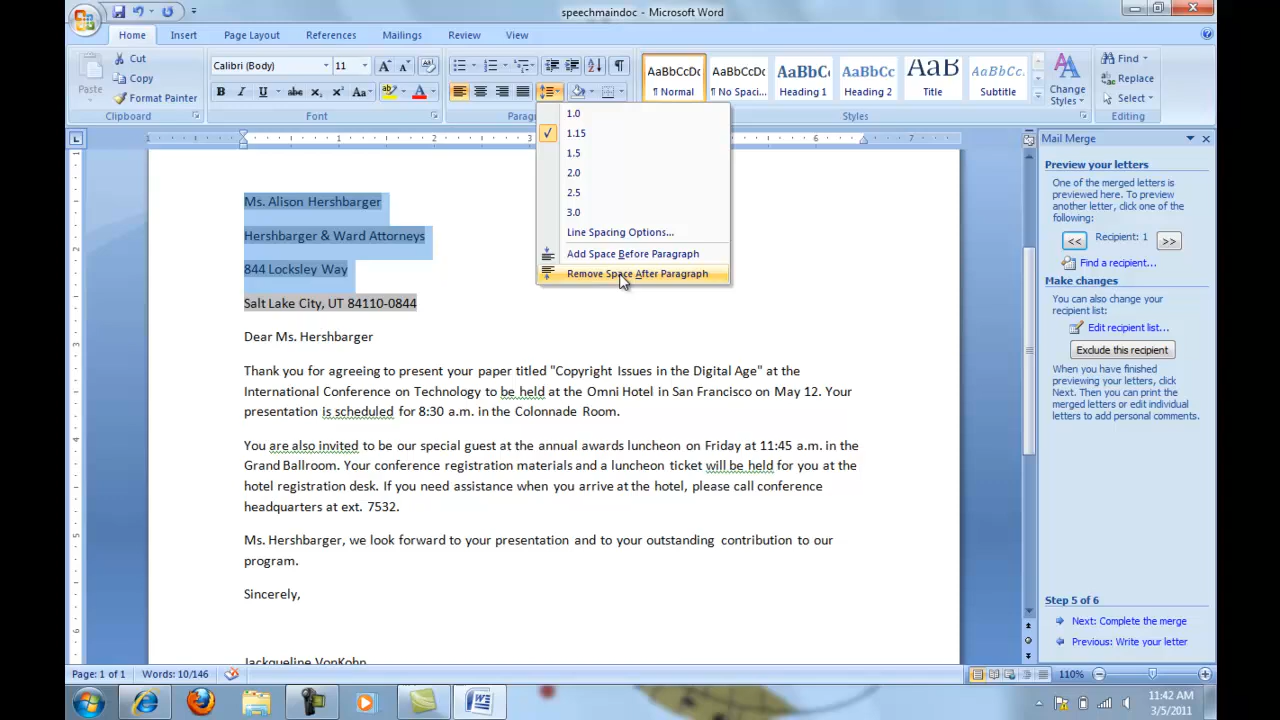 speechmaindoc - Microsoft Word
Home Insert Page Layout References Mailings Review View
Paste
Cut
Copy
Format Painter
Clipboard
Calibri (Body) 11
B I U
Font
Paragr
AaBbCcDc AaBbCcDc AaBbCc AaBbCc AaB AaBbCc
¶ Normal ¶ No Spaci... Heading 1 Heading 2 Title Subtitle
Change
Styles
Styles
Find
Replace
Select
Editing
1.0
1.15
1.5
2.0
2.5
3.0
Line Spacing Options...
Add Space Before Paragraph
Remove Space After Paragraph
1 1 2 6 7
Ms. Alison Hershbarger
Hershbarger & Ward Attorneys
844 Locksley Way
Salt Lake City, UT 84110-0844
Dear Ms. Hershbarger
Thank you for agreeing to present your paper titled "Copyright Issues in the Digital Age" at the
International Conference on Technology to be held at the Omni Hotel in San Francisco on May 12. Your
presentation is scheduled for 8:30 a.m. in the Colonnade Room.
You are also invited to be our special guest at the annual awards luncheon on Friday at 11:45 a.m. in the
Grand Ballroom. Your conference registration materials and a luncheon ticket will be held for you at the
hotel registration desk. If you need assistance when you arrive at the hotel, please call conference
headquarters at ext. 7532.
Ms. Hershbarger, we look forward to your presentation and to your outstanding contribution to our
program.
Sincerely,
Jackqueline VonKohn
Mail Merge
Preview your letters
One of the merged letters is
previewed here. To preview
another letter, click one of the
following:
<< Recipient: 1 >>
Find a recipient...
Make changes
You can also change your
recipient list:
Edit recipient list...
Exclude this recipient
When you have finished
previewing your letters, click
Next. Then you can print the
merged letters or edit individual
letters to add personal comments.
Step 5 of 6
Next: Complete the merge
Previous: Write your letter
Page: 1 of 1 Words: 10/146 110%
11:42 AM
3/5/2011